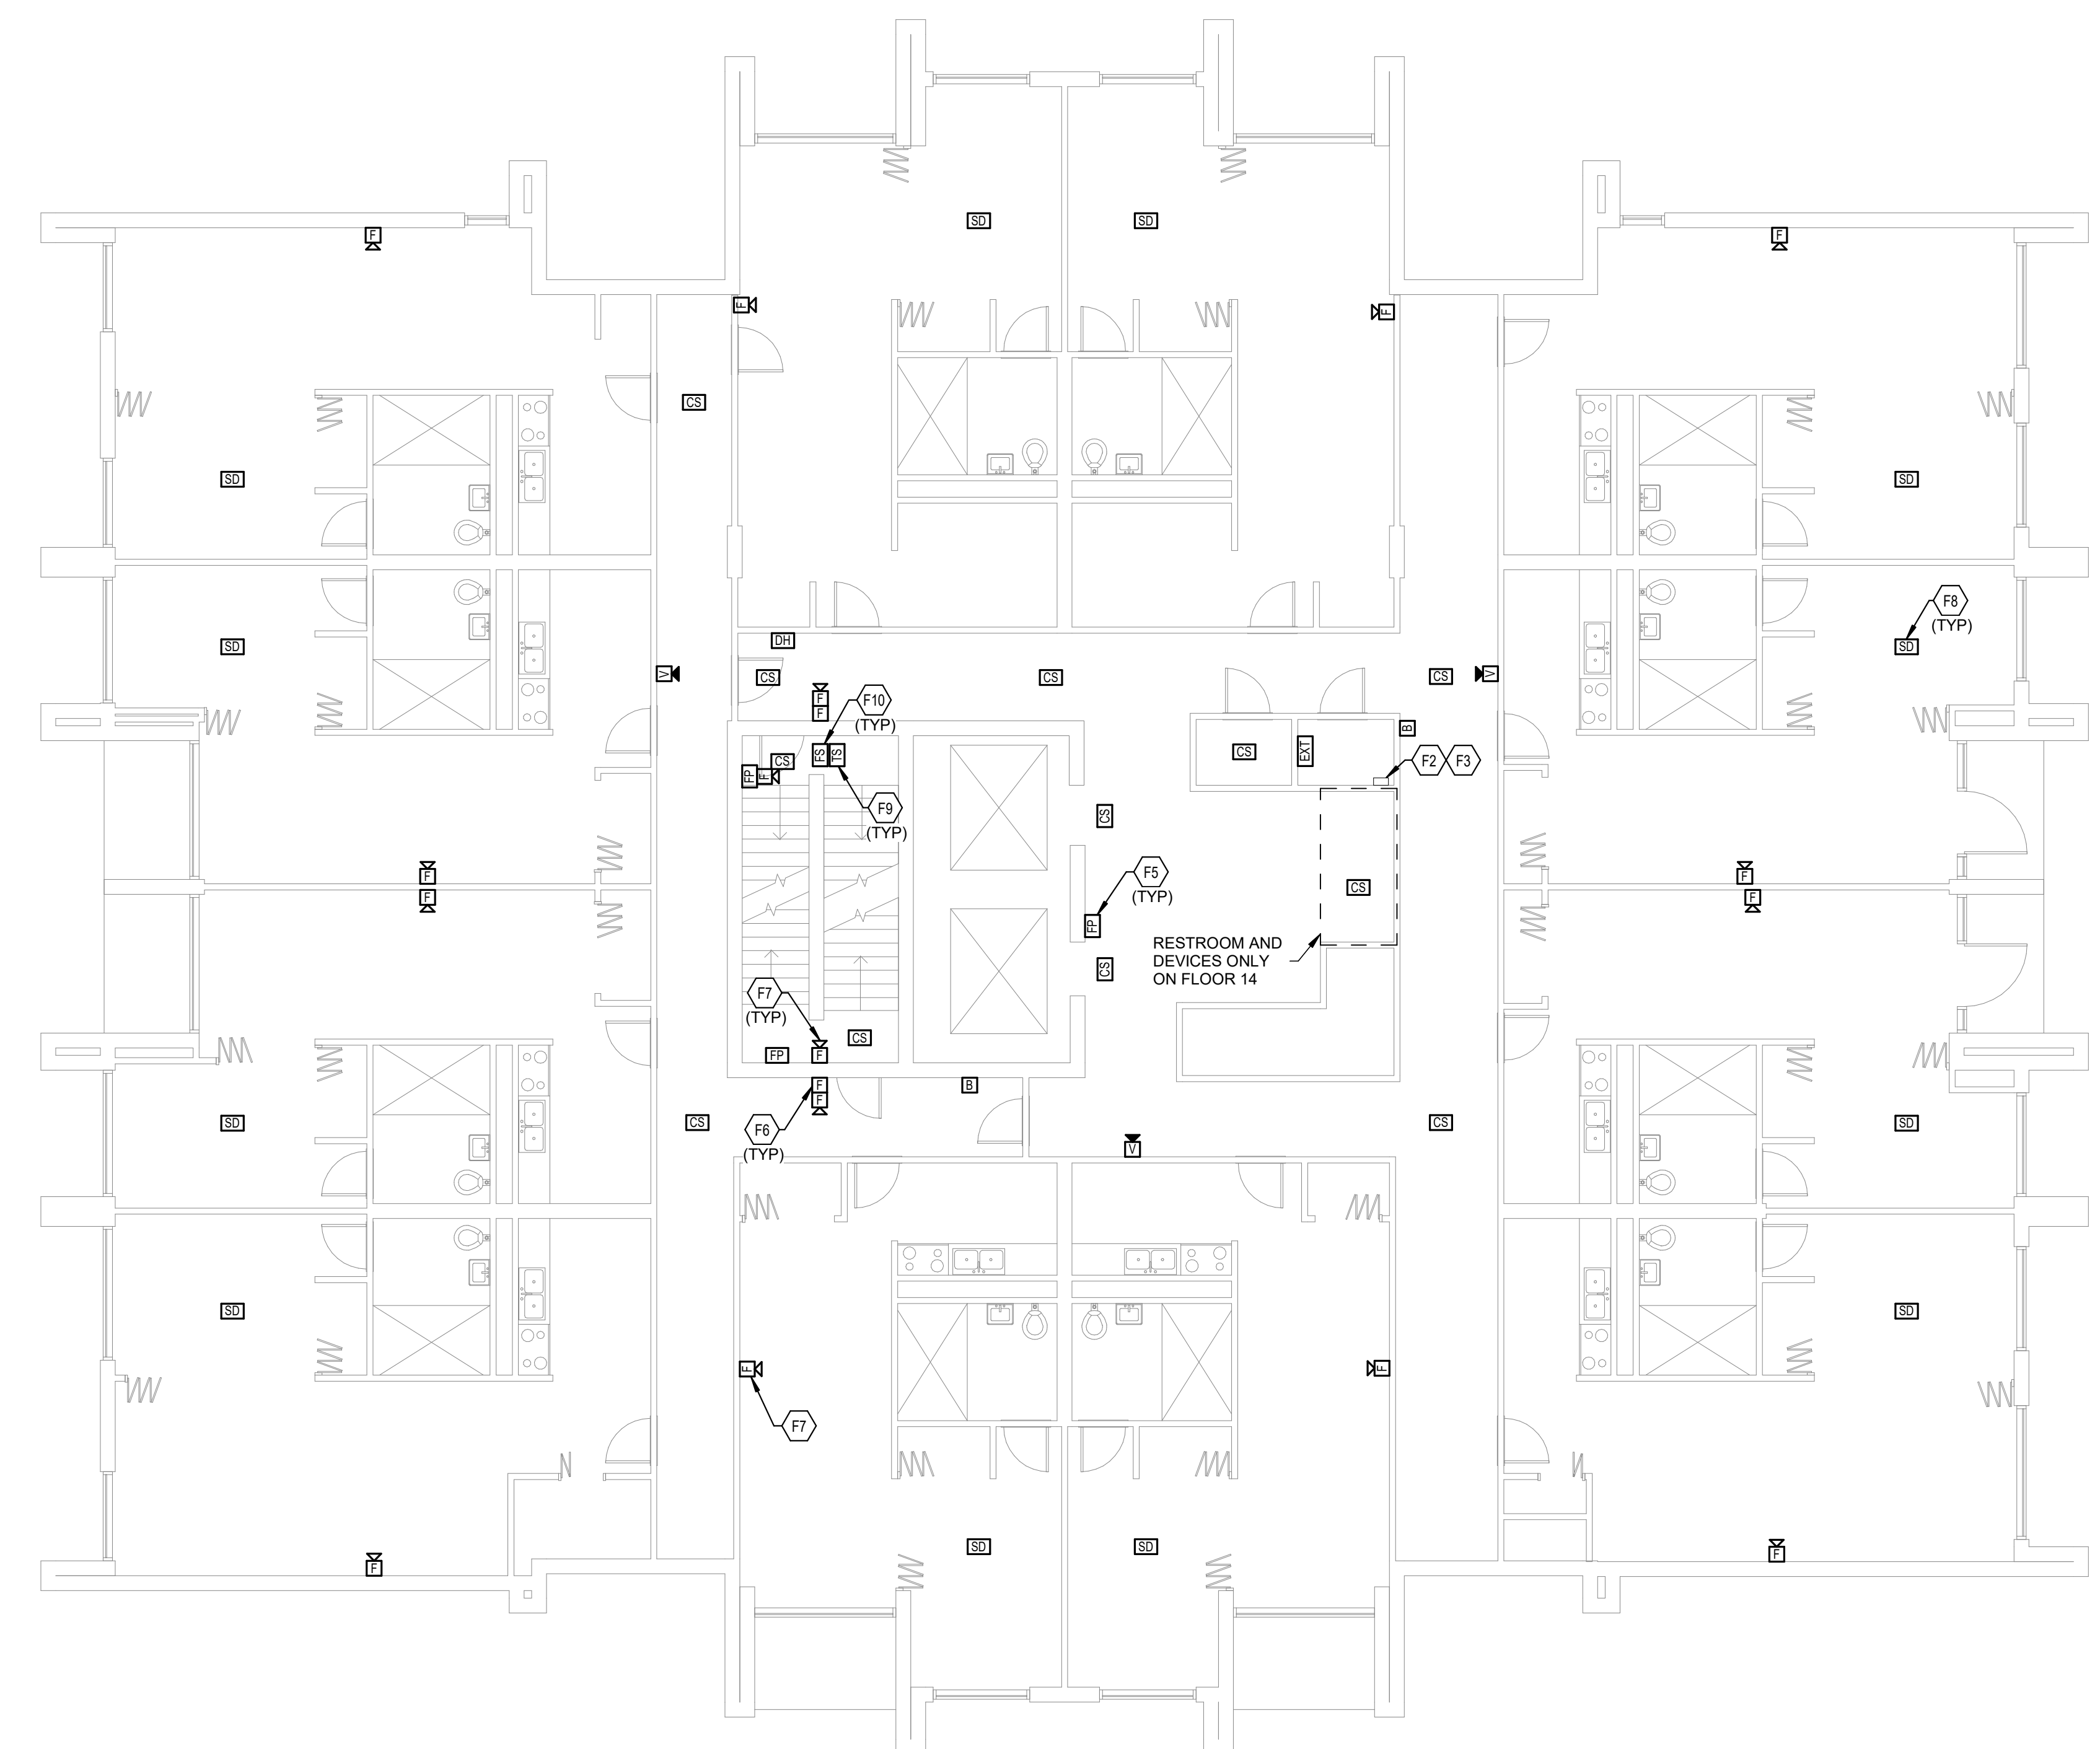 SD
SD
F
F
F
F
CS
SD
SD
F8
(TYP)
DH
SD
SD
V
CS
CS
CS
V
F
F
F10
(TYP)
B
FS
TS
CS
EXT
CS
F2
F3
FP
F
F9
(TYP)
CS
F
F5
(TYP)
F
CS
F
F
FP
RESTROOM AND
DEVICES ONLY
ON FLOOR 14
CS
F7
(TYP)
CS
FP
F
F
B
F
SD
CS
CS
SD
F6
(TYP)
V
SD
SD
F
F
F7
SD
SD
F
F